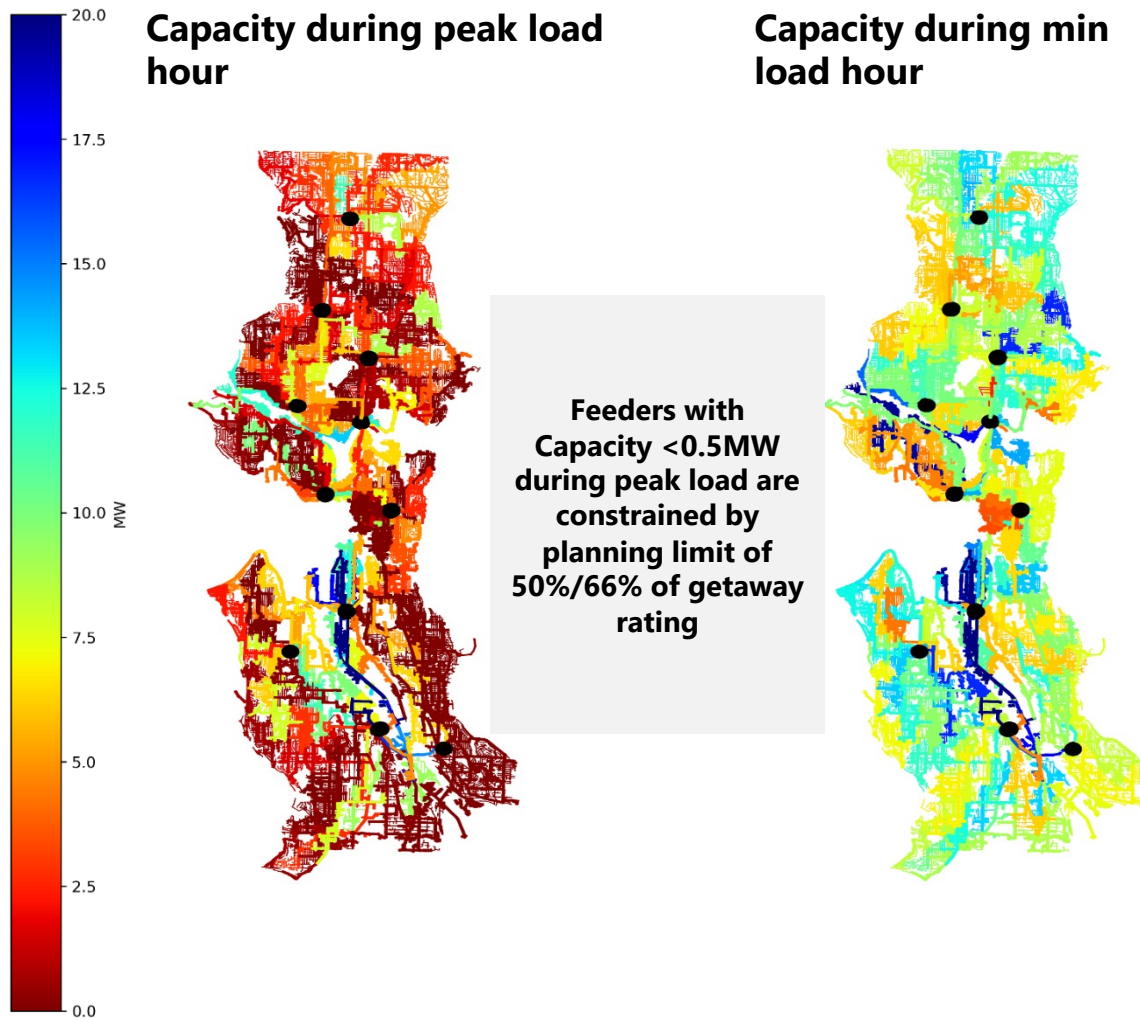 Capacity during peak load
hour
Capacity during min
load hour
20.0
17.5
15.0
12.5
10.0
7.5
5.0
2.5
0.0
MW
Feeders with
Capacity <0.5MW
during peak load are
constrained by
planning limit of
50%/66% of getaway
rating